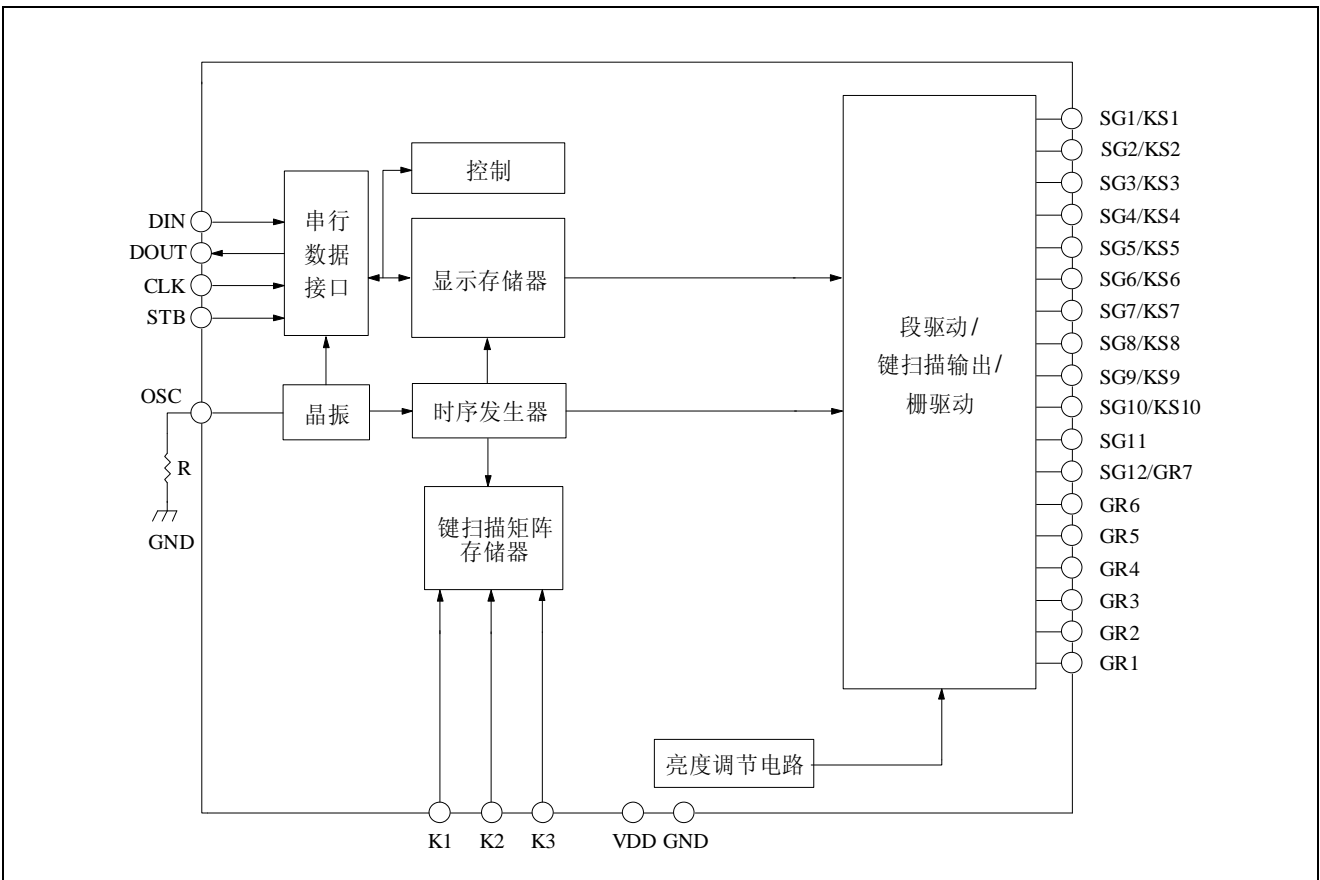 DIN
DOUT
CLK
STB
OSC
R
GND
串行
数据
接口
控制
显示存储器
晶振
时序发生器
键扫描矩阵
存储器
段驱动/
键扫描输出/
栅驱动
亮度调节电路
SG1/KS1
SG2/KS2
SG3/KS3
SG4/KS4
SG5/KS5
SG6/KS6
SG7/KS7
SG8/KS8
SG9/KS9
SG10/KS10
SG11
SG12/GR7
GR6
GR5
GR4
GR3
GR2
GR1
K1
K2
K3
VDD
GND